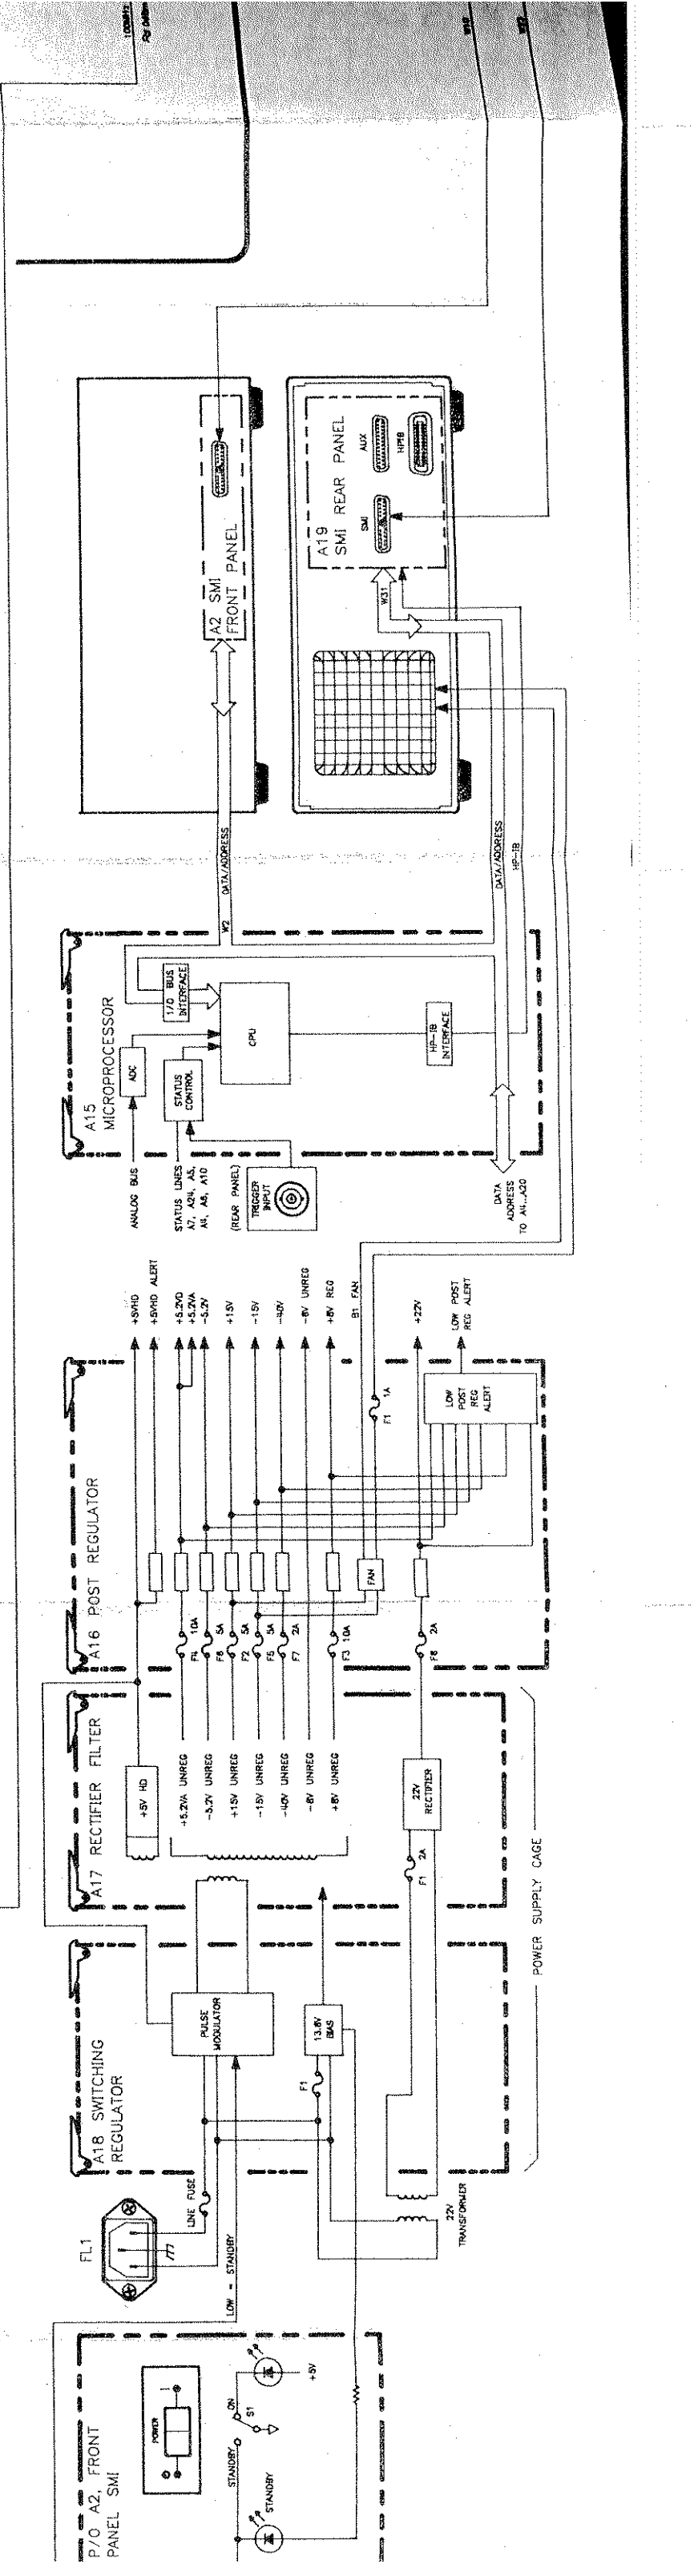 100MHz
W10
A2 SMI
FRONT PANEL
A19
SMI REAR PANEL
SMI
AUX
HPIB
W31
W2
DATA/ADDRESS
DATA/ADDRESS
HP-IB
A15
MICROPROCESSOR
ADC
I/O BUS
INTERFACE
STATUS
CONTROL
CPU
HP-IB
INTERFACE
ANALOG BUS
STATUS LINES
A7, A24, A5,
A4, A8, A10
(REAR PANEL)
TRIGGER
INPUT
DATA
ADDRESS
TO A4...A20
+5VHD
+5VHD ALERT
+5.2VD
+5.2VA
-5.2V
+15V
-15V
-40V
-8V UNREG
+8V REG
B1 FAN
+22V
LOW POST
REG ALERT
A16 POST REGULATOR
F1
1A
LOW
POST
REG
ALERT
FAN
F4
10A
F6
5A
F2
5A
F5
5A
F7
2A
F3
10A
F8
2A
A17 RECTIFIER FILTER
+5V HD
+5.2VA UNREG
-5.2V UNREG
+15V UNREG
-15V UNREG
-40V UNREG
-8V UNREG
+8V UNREG
22V
RECTIFIER
F1
2A
POWER SUPPLY CAGE
A18 SWITCHING
REGULATOR
PULSE
MODULATOR
13.8V
BIAS
F1
FL1
LINE FUSE
LOW = STANDBY
22V
TRANSFORMER
P/O A2, FRONT
PANEL SMI
POWER
STANDBY
ON
S1
+5V
STANDBY